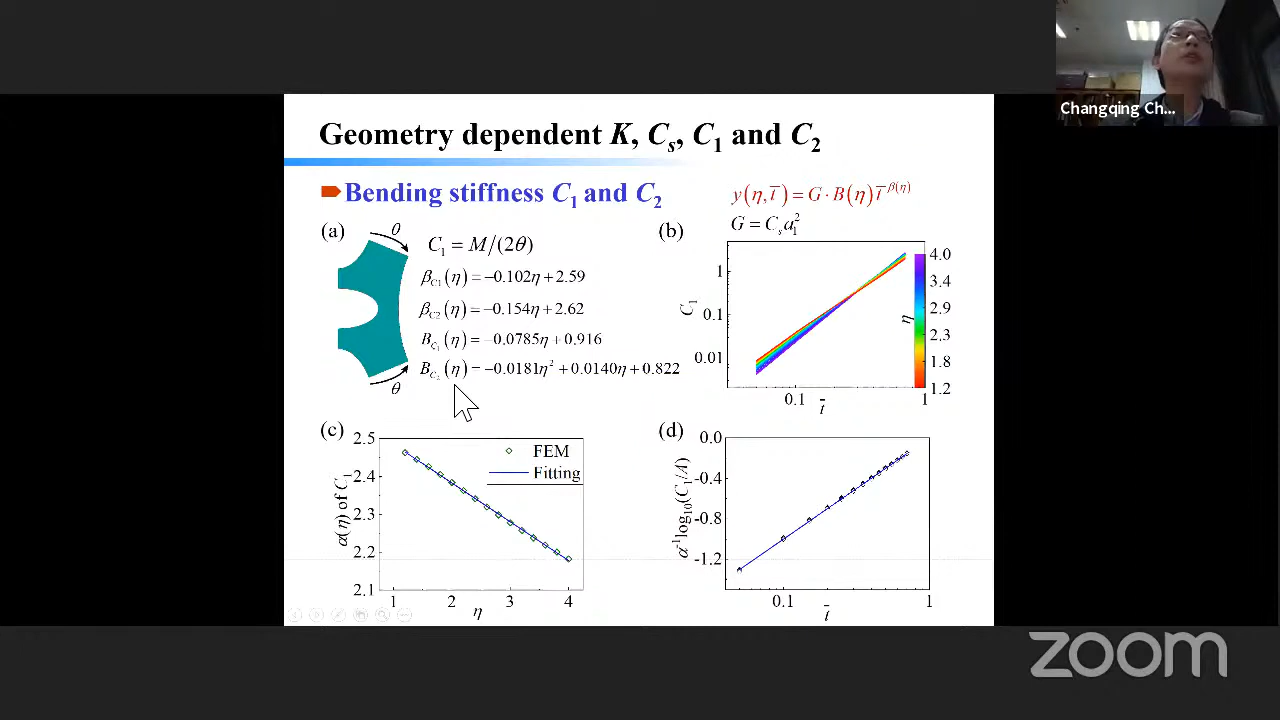 Changqing Ch...
Geometry dependent K, Cₛ, C₁ and C₂
Bending stiffness C₁ and C₂
y(η, t̅) = G · B(η) t̅^β(η)
G = Cₛa₁²
(a)
θ
C₁ = M/(2θ)
β_C1(η) = −0.102η + 2.59
β_C2(η) = −0.154η + 2.62
B_C₁(η) = −0.0785η + 0.916
B_C₂(η) = −0.0181η² + 0.0140η + 0.822
θ
(b)
C₁
1
0.1
0.01
0.1
1
t̅
η
4.0
3.4
2.9
2.3
1.8
1.2
(c)
α(η) of C₁
2.5
2.4
2.3
2.2
2.1
FEM
Fitting
1
2
3
4
η
(d)
α⁻¹log₁₀(C₁/A)
0.0
-0.4
-0.8
-1.2
0.1
1
t̅
zoom